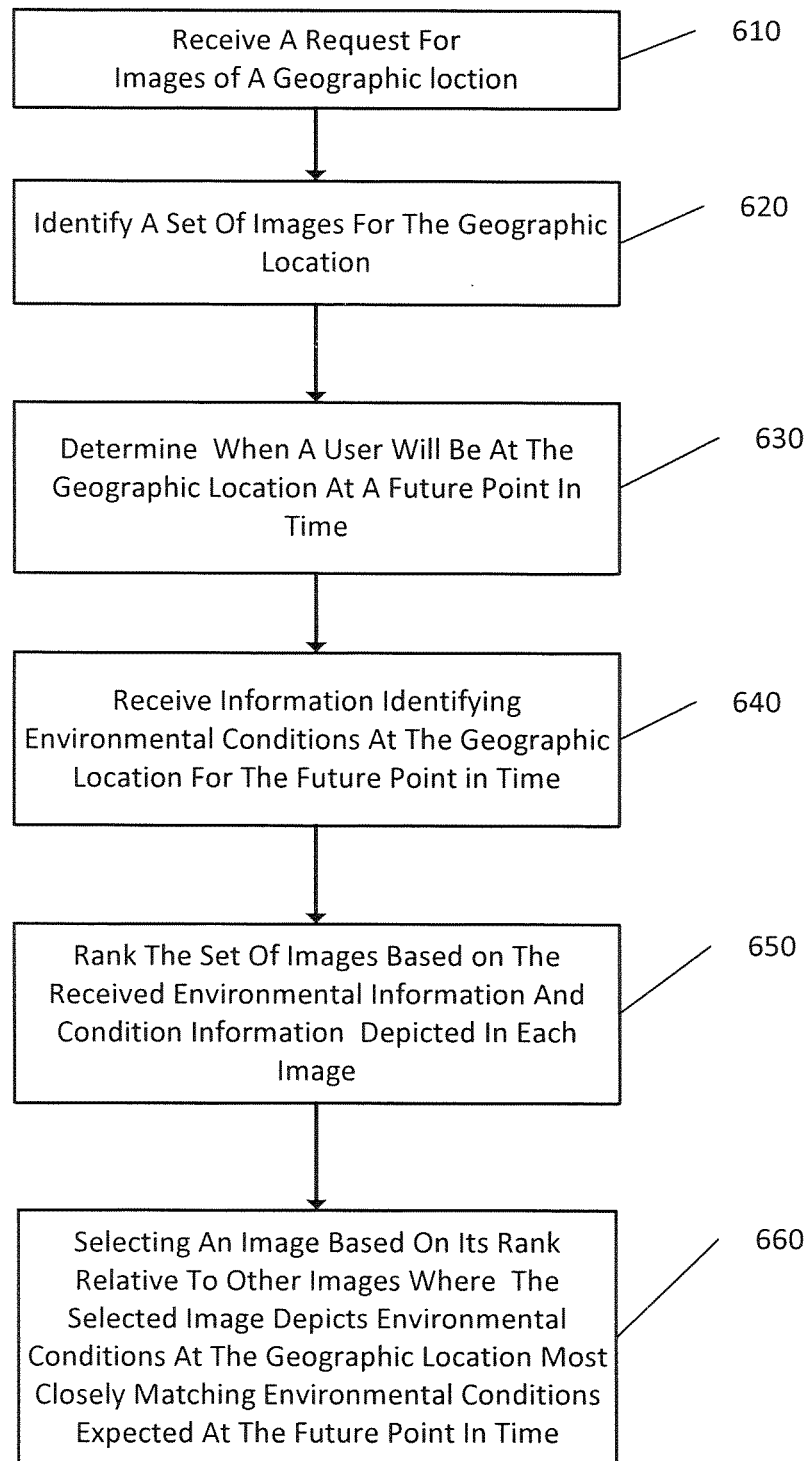 Receive A Request For
Images of A Geographic loction
610
Identify A Set Of Images For The Geographic
Location
620
Determine When A User Will Be At The
Geographic Location At A Future Point In
Time
630
Receive Information Identifying
Environmental Conditions At The Geographic
Location For The Future Point in Time
640
Rank The Set Of Images Based on The
Received Environmental Information And
Condition Information Depicted In Each
Image
650
Selecting An Image Based On Its Rank
Relative To Other Images Where The
Selected Image Depicts Environmental
Conditions At The Geographic Location Most
Closely Matching Environmental Conditions
Expected At The Future Point In Time
660